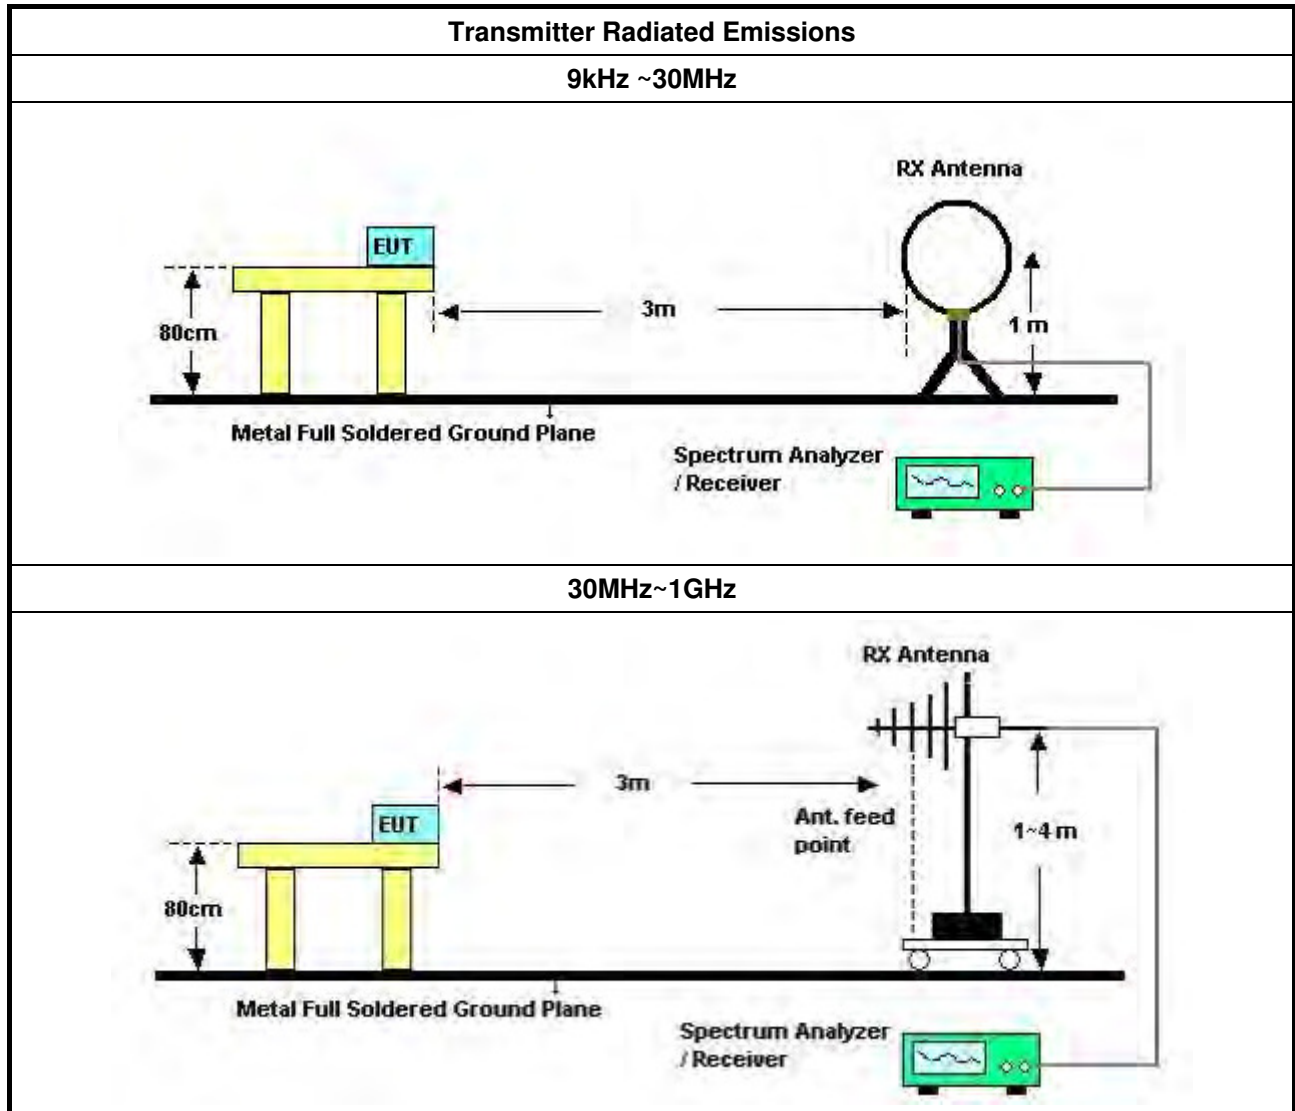 Transmitter Radiated Emissions
9kHz ~30MHz
RX Antenna
EUT
3m
80cm
1 m
Metal Full Soldered Ground Plane
Spectrum Analyzer
/ Receiver
30MHz~1GHz
RX Antenna
3m
EUT
Ant. feed
point
1~4 m
80cm
Metal Full Soldered Ground Plane
Spectrum Analyzer
/ Receiver